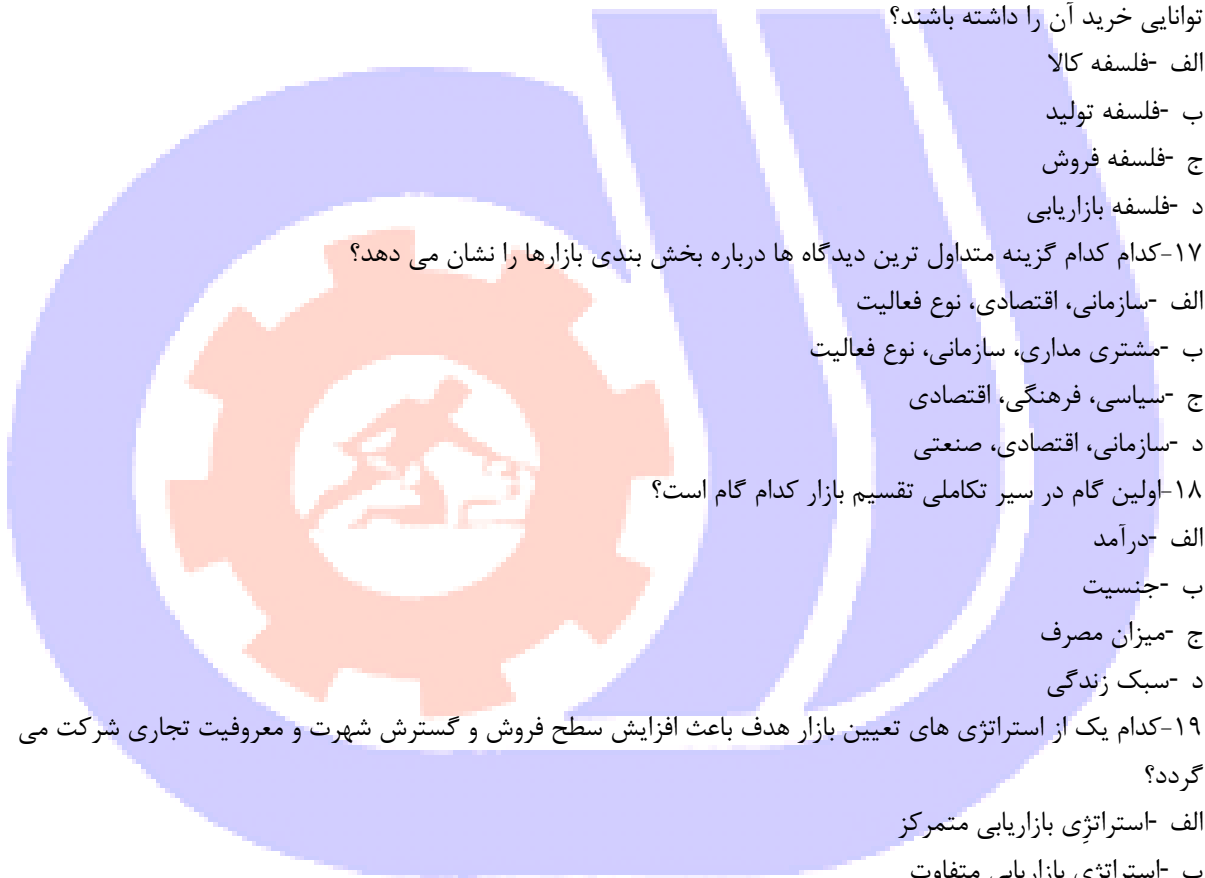 توانایی خرید آن را داشته باشند؟
الف -فلسفه کالا
ب -فلسفه تولید
ج -فلسفه فروش
د -فلسفه بازاریابی
۱۷-کدام کدام گزینه متداول ترین دیدگاه ها درباره بخش بندی بازارها را نشان می دهد؟
الف -سازمانی، اقتصادی، نوع فعالیت
ب -مشتری مداری، سازمانی، نوع فعالیت
ج -سیاسی، فرهنگی، اقتصادی
د -سازمانی، اقتصادی، صنعتی
۱۸-اولین گام در سیر تکاملی تقسیم بازار کدام گام است؟
الف -درآمد
ب -جنسیت
ج -میزان مصرف
د -سبک زندگی
۱۹-کدام یک از استراتژی های تعیین بازار هدف باعث افزایش سطح فروش و گسترش شهرت و معروفیت تجاری شرکت می
گردد؟
الف -استراتژِی بازاریابی متمرکز
ب -استراتژی بازاریابی متفاوت